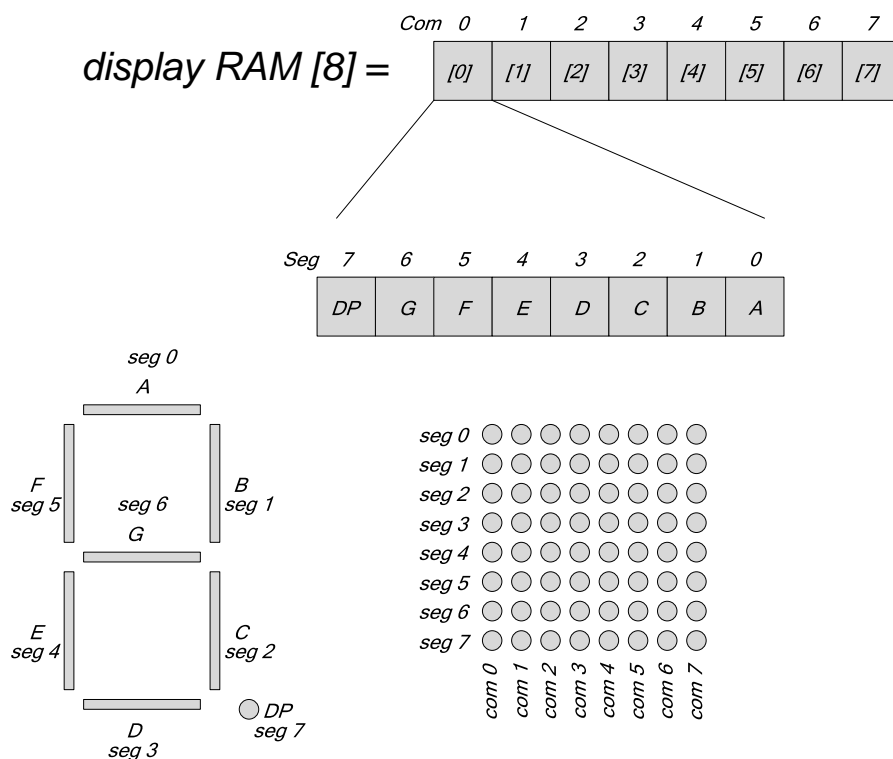 Com 0 1 2 3 4 5 6 7
display RAM [8] = [0] [1] [2] [3] [4] [5] [6] [7]
Seg 7 6 5 4 3 2 1 0
DP G F E D C B A
seg 0
A
F
seg 5
seg 6
G
B
seg 1
E
seg 4
C
seg 2
D
seg 3
DP
seg 7
seg 0
seg 1
seg 2
seg 3
seg 4
seg 5
seg 6
seg 7
com 0
com 1
com 2
com 3
com 4
com 5
com 6
com 7